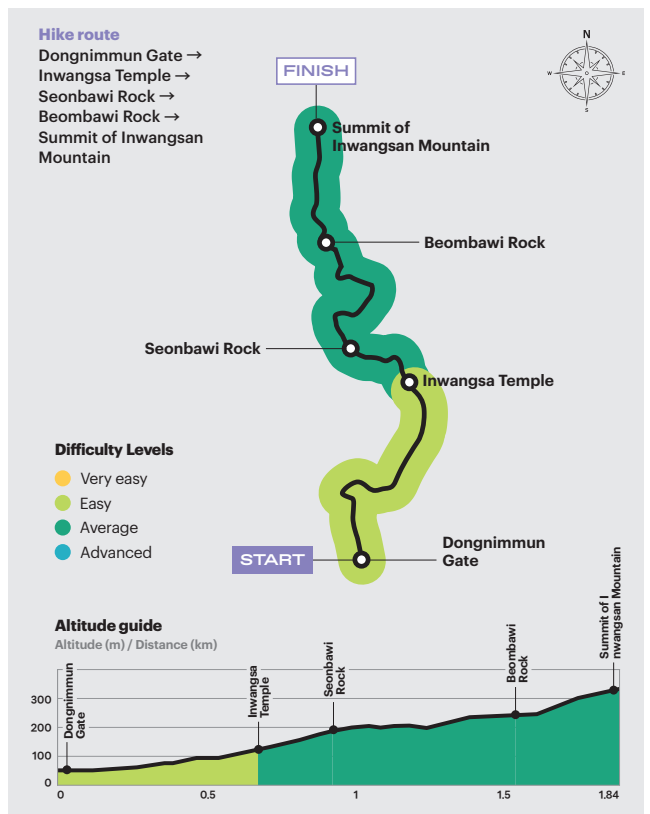 Hike route
Dongnimmun Gate →
Inwangsa Temple →
Seonbawi Rock →
Beombawi Rock →
Summit of Inwangsan
Mountain
FINISH
N
W
E
S
Summit of
Inwangsan Mountain
Beombawi Rock
Seonbawi Rock
Inwangsa Temple
Difficulty Levels
Very easy
Easy
Average
Advanced
START
Dongnimmun
Gate
Altitude guide
Altitude (m) / Distance (km)
Dongnimmun
Gate
Inwangsa
Temple
Seonbawi
Rock
Beombawi
Rock
Summit of I
nwangsan Mountain
300
200
100
0
0
0.5
1
1.5
1.84